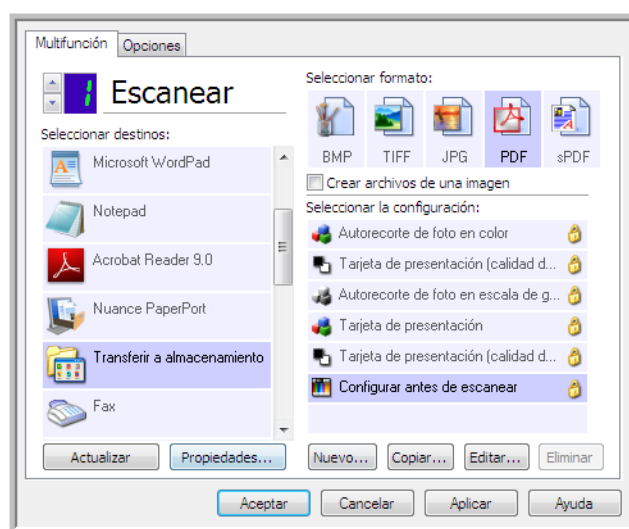 Multifunción
Opciones
1
Escanear
Seleccionar destinos:
Microsoft WordPad
Notepad
Acrobat Reader 9.0
Nuance PaperPort
Transferir a almacenamiento
Fax
Actualizar
Propiedades...
Seleccionar formato:
BMP
TIFF
JPG
PDF
sPDF
Crear archivos de una imagen
Seleccionar la configuración:
Autorecorte de foto en color
Tarjeta de presentación (calidad d...
Autorecorte de foto en escala de g...
Tarjeta de presentación
Tarjeta de presentación (calidad d...
Configurar antes de escanear
Nuevo...
Copiar...
Editar...
Eliminar
Aceptar
Cancelar
Aplicar
Ayuda